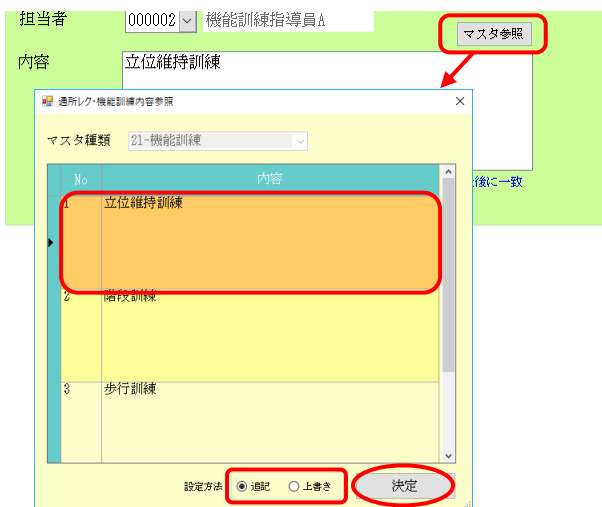 担当者 000002 機能訓練指導員A
マスタ参照
内容 立位維持訓練
通所レク・機能訓練内容参照
マスタ種類 21-機能訓練
後に一致
No 内容
1 立位維持訓練
2 階段訓練
3 歩行訓練
設定方法 追記 上書き 決定